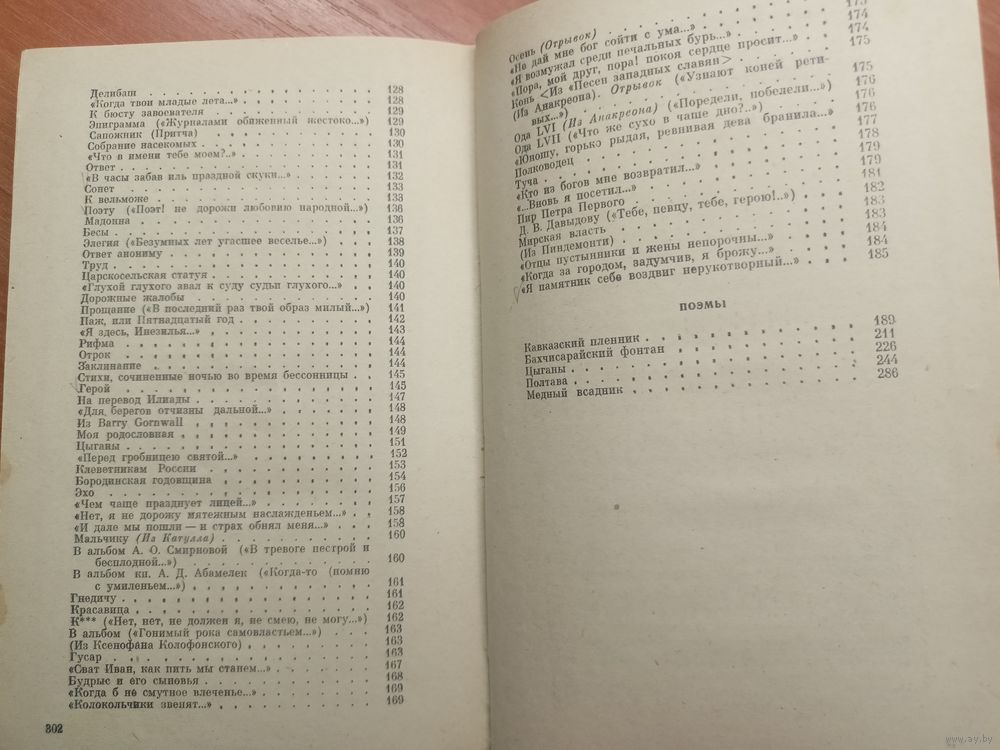 Делибаш . . . 128
«Когда твои младые лета...» . . . 128
К бюсту завоевателя . . . 129
Эпиграмма («Журналами обиженный жестоко...») 129
Сапожник (Притча) . . . 130
Собрание насекомых . . . 130
«Что в имени тебе моем?..» . . . 131
Ответ . . . 131
«В часы забав иль праздной скуки...» . . . 132
Сонет . . . 133
К вельможе . . . 133
Поэту («Поэт! не дорожи любовию народной...») 136
Мадонна . . . 136
Бесы . . . 137
Элегия («Безумных лет угасшее веселье...») . . . 138
Ответ анониму . . . 139
Труд . . . 140
Царскосельская статуя . . . 140
«Глухой глухого звал к суду судьи глухого...» . . 140
Дорожные жалобы . . . 140
Прощание («В последний раз твой образ милый...») 141
Паж, или Пятнадцатый год . . . 142
«Я здесь, Инезилья...» . . . 143
Рифма . . . 144
Отрок . . . 144
Заклинание . . . 144
Стихи, сочиненные ночью во время бессонницы . 145
Герой . . . 145
На перевод Илиады . . . 147
«Для берегов отчизны дальной...» . . . 148
Из Barry Gornwall . . . 148
Моя родословная . . . 149
Цыганы . . . 151
«Перед гробницею святой...» . . . 152
Клеветникам России . . . 153
Бородинская годовщина . . . 154
Эхо . . . 156
«Чем чаще празднует лицей...» . . . 157
«Нет, я не дорожу мятежным наслажденьем...» . . 158
«И дале мы пошли — и страх обнял меня...» . . . 158
Мальчику (Из Катулла) . . . 160
В альбом А. О. Смирновой («В тревоге пестрой и
бесплодной...») . . . 160
В альбом кн. А. Д. Абамелек («Когда-то (помню
с умиленьем...») . . . 161
Гнедичу . . . 161
Красавица . . . 162
К*** («Нет, нет, не должен я, не смею, не могу...») 162
В альбом («Гонимый рока самовластьем...») . . . 163
(Из Ксенофана Колофонского) . . . 163
Гусар . . . 163
«Сват Иван, как пить мы станем...» . . . 167
Будрыс и его сыновья . . . 168
«Когда б не смутное влеченье...» . . . 169
«Колокольчики звенят...» . . . 169
302
Осень (Отрывок) . . . 173
«Не дай мне бог сойти с ума...» . . . 174
«Я возмужал среди печальных бурь...» . . . 174
«Пора, мой друг, пора! покоя сердце просит...» . 175
Конь <Из «Песен западных славян»>
(Из Анакреона). Отрывок («Узнают коней рети-
вых...») . . . 175
Ода LVI (Из Анакреона) («Поредели, побелели...») 176
Ода LVII («Что же сухо в чаше дно?..») . . . 176
«Юношу, горько рыдая, ревнивая дева бранила...» 176
Полководец . . . 177
Туча . . . 178
«Кто из богов мне возвратил...» . . . 179
«...Вновь я посетил...» . . . 179
Пир Петра Первого . . . 181
Д. В. Давыдову («Тебе, певцу, тебе, герою!..») . 182
Мирская власть . . . 183
(Из Пиндемонти) . . . 183
«Отцы пустынники и жены непорочны...» . . . 184
«Когда за городом, задумчив, я брожу...» . . . 184
«Я памятник себе воздвиг нерукотворный...» . . 185
ПОЭМЫ
Кавказский пленник . . . 189
Бахчисарайский фонтан . . . 211
Цыганы . . . 226
Полтава . . . 244
Медный всадник . . . 286
www.ay.by